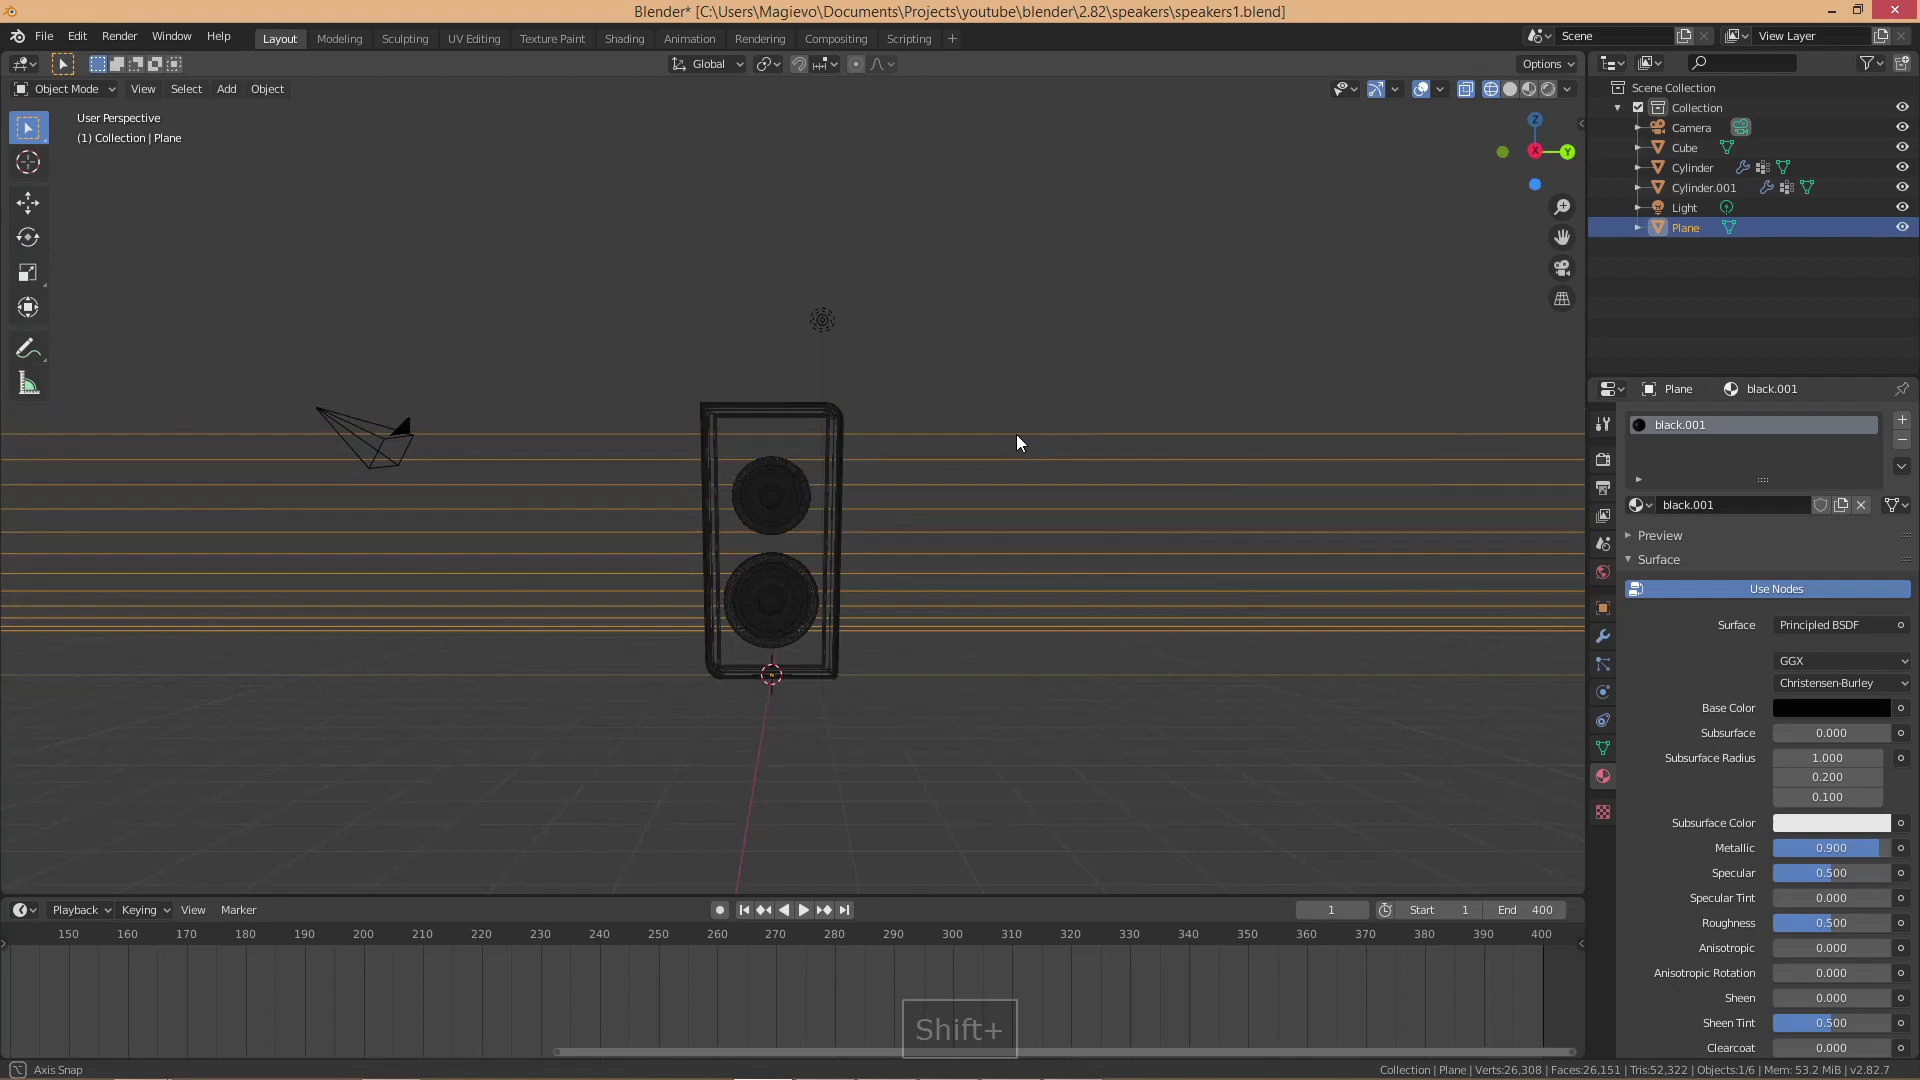 Blender* [C:\Users\Magievo\Documents\Projects\youtube\blender\2.82\speakers\speakers1.blend]
File Edit Render Window Help Layout Modeling Sculpting UV Editing Texture Paint Shading Animation Rendering Compositing Scripting + Scene View Layer
Global Options
Object Mode View Select Add Object
User Perspective
(1) Collection | Plane
Z
X
Y
Scene Collection
Collection
Camera
Cube
Cylinder
Cylinder.001
Light
Plane
Plane black.001
black.001
black.001
Preview
Surface
Use Nodes
Surface Principled BSDF
GGX
Christensen-Burley
Base Color
Subsurface 0.000
Subsurface Radius 1.000
0.200
0.100
Subsurface Color
Metallic 0.900
Specular 0.500
Specular Tint 0.000
Roughness 0.500
Anisotropic 0.000
Anisotropic Rotation 0.000
Sheen 0.000
Sheen Tint 0.500
Clearcoat 0.000
Playback Keying View Marker 1 Start 1 End 400
150 160 170 180 190 200 210 220 230 240 250 260 270 280 290 300 310 320 330 340 350 360 370 380 390 400
Shift+
Axis Snap
Collection | Plane | Verts:26,308 | Faces:26,151 | Tris:52,322 | Objects:1/6 | Mem: 53.2 MiB | v2.82.7